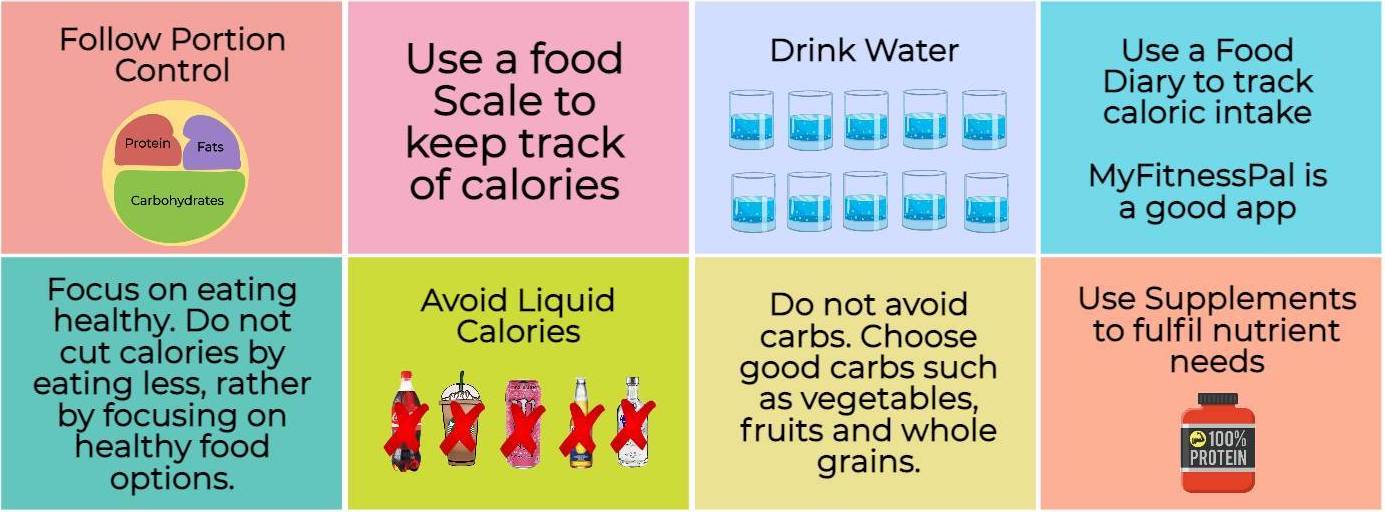 Follow Portion
Control
Protein
Fats
Carbohydrates
Use a food
Scale to
keep track
of calories
Drink Water
Use a Food
Diary to track
caloric intake
MyFitnessPal is
a good app
Focus on eating
healthy. Do not
cut calories by
eating less, rather
by focusing on
healthy food
options.
Avoid Liquid
Calories
Do not avoid
carbs. Choose
good carbs such
as vegetables,
fruits and whole
grains.
Use Supplements
to fulfil nutrient
needs
100%
PROTEIN